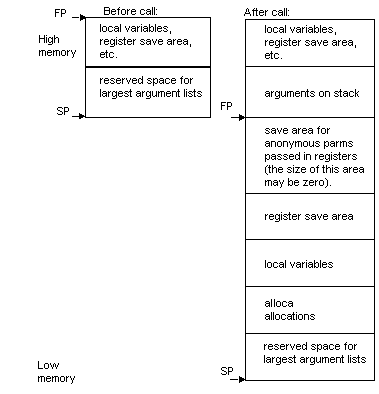 FP
Before call:
High
memory
local variables,
register save area,
etc.
reserved space for
largest argument lists
SP
After call:
local variables,
register save area,
etc.
arguments on stack
FP
save area for
anonymous parms
passed in registers
(the size of this area
may be zero).
register save area
local variables
alloca
allocations
reserved space for
largest argument lists
Low
memory
SP